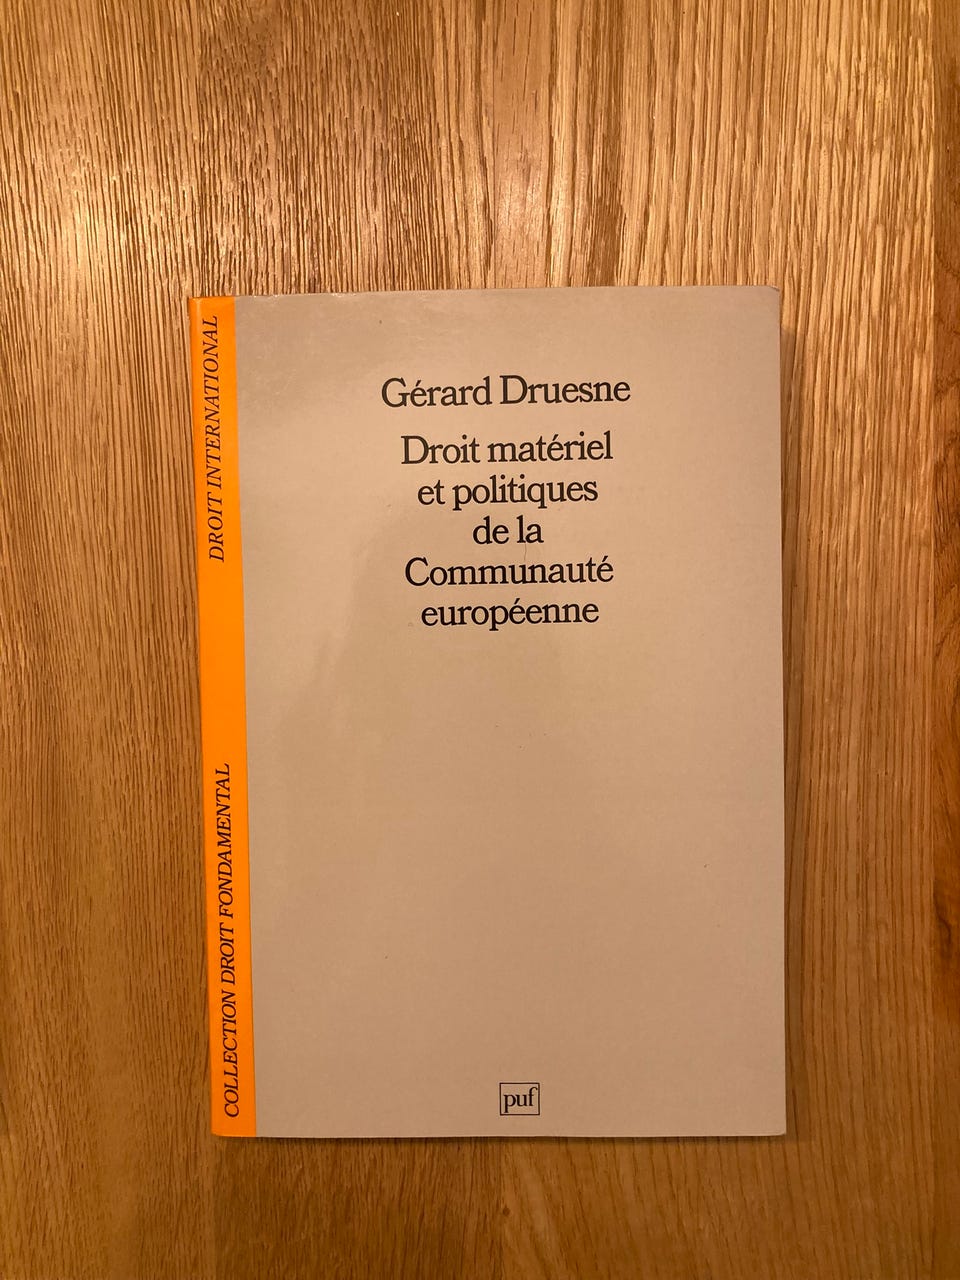 Gérard Druesne
Droit matériel
et politiques
de la
Communauté
européenne
puf
DROIT INTERNATIONAL
COLLECTION DROIT FONDAMENTAL